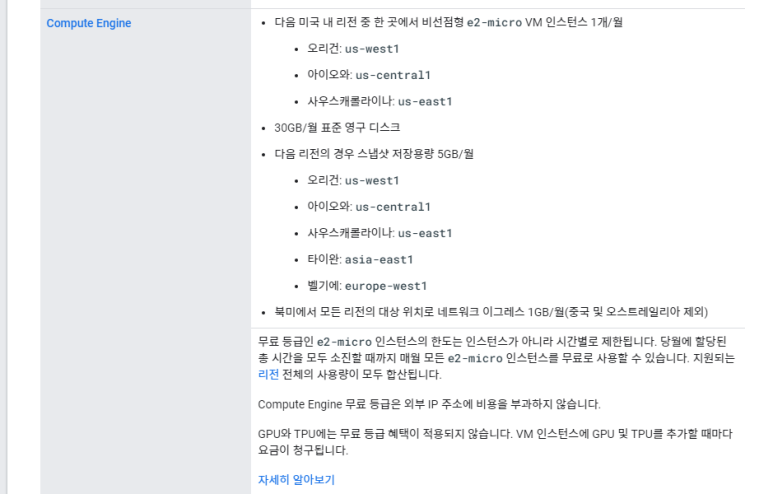 Compute Engine
다음 미국 내 리전 중 한 곳에서 비선점형 e2-micro VM 인스턴스 1개/월
오리건: us-west1
아이오와: us-central1
사우스캐롤라이나: us-east1
30GB/월 표준 영구 디스크
다음 리전의 경우 스냅샷 저장용량 5GB/월
오리건: us-west1
아이오와: us-central1
사우스캐롤라이나: us-east1
타이완: asia-east1
벨기에: europe-west1
북미에서 모든 리전의 대상 위치로 네트워크 이그레스 1GB/월(중국 및 오스트레일리아 제외)
무료 등급인 e2-micro 인스턴스의 한도는 인스턴스가 아니라 시간별로 제한됩니다. 당월에 할당된
총 시간을 모두 소진할 때까지 매월 모든 e2-micro 인스턴스를 무료로 사용할 수 있습니다. 지원되는
리전 전체의 사용량이 모두 합산됩니다.
Compute Engine 무료 등급은 외부 IP 주소에 비용을 부과하지 않습니다.
GPU와 TPU에는 무료 등급 혜택이 적용되지 않습니다. VM 인스턴스에 GPU 및 TPU를 추가할 때마다
요금이 청구됩니다.
자세히 알아보기